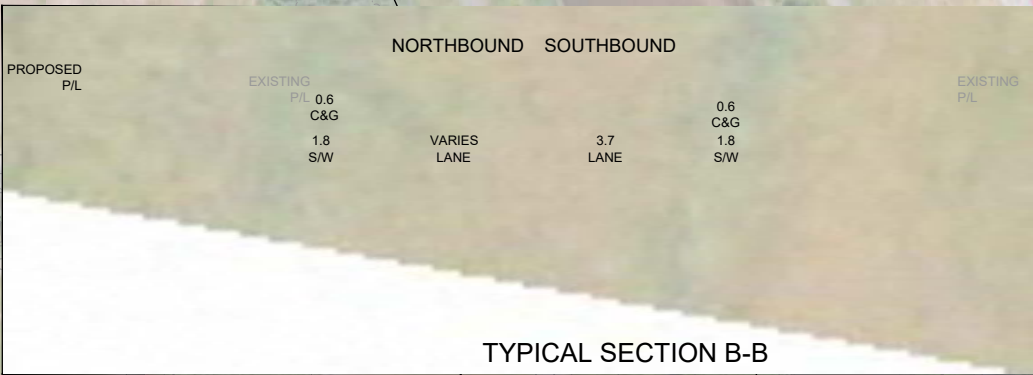 NORTHBOUND SOUTHBOUND
PROPOSED
P/L
EXISTING
P/L
EXISTING
P/L
0.6
C&G
0.6
C&G
1.8
S/W
VARIES
LANE
3.7
LANE
1.8
S/W
TYPICAL SECTION B-B